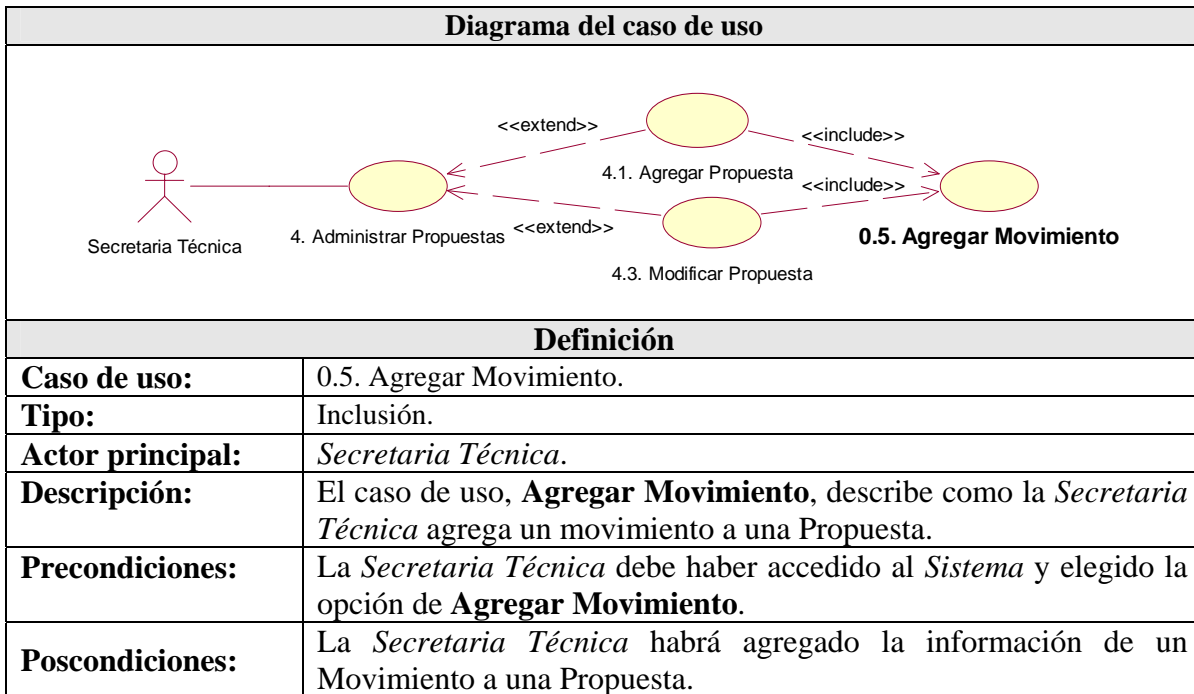 Diagrama del caso de uso
<<extend>>
<<include>>
4.1. Agregar Propuesta
<<include>>
Secretaria Técnica
4. Administrar Propuestas
<<extend>>
0.5. Agregar Movimiento
4.3. Modificar Propuesta
Definición
Caso de uso: 0.5. Agregar Movimiento.
Tipo: Inclusión.
Actor principal: Secretaria Técnica.
Descripción: El caso de uso, Agregar Movimiento, describe como la Secretaria
Técnica agrega un movimiento a una Propuesta.
Precondiciones: La Secretaria Técnica debe haber accedido al Sistema y elegido la
opción de Agregar Movimiento.
Poscondiciones: La Secretaria Técnica habrá agregado la información de un
Movimiento a una Propuesta.